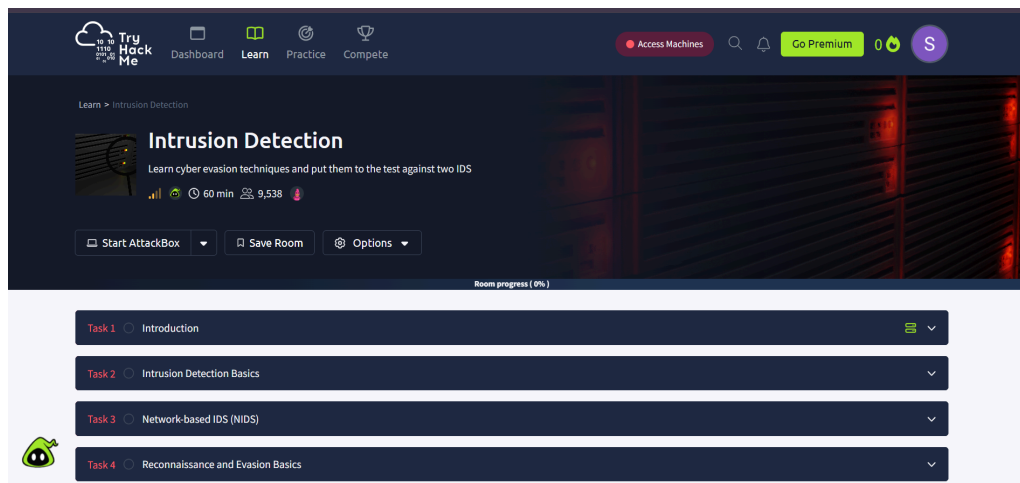 Try
Hack
Me
Dashboard
Learn
Practice
Compete
Access Machines
Go Premium
0
S
Learn > Intrusion Detection
Intrusion Detection
Learn cyber evasion techniques and put them to the test against two IDS
60 min 9,538
Start AttackBox
Save Room
Options
Room progress ( 0% )
Task 1 Introduction
Task 2 Intrusion Detection Basics
Task 3 Network-based IDS (NIDS)
Task 4 Reconnaissance and Evasion Basics